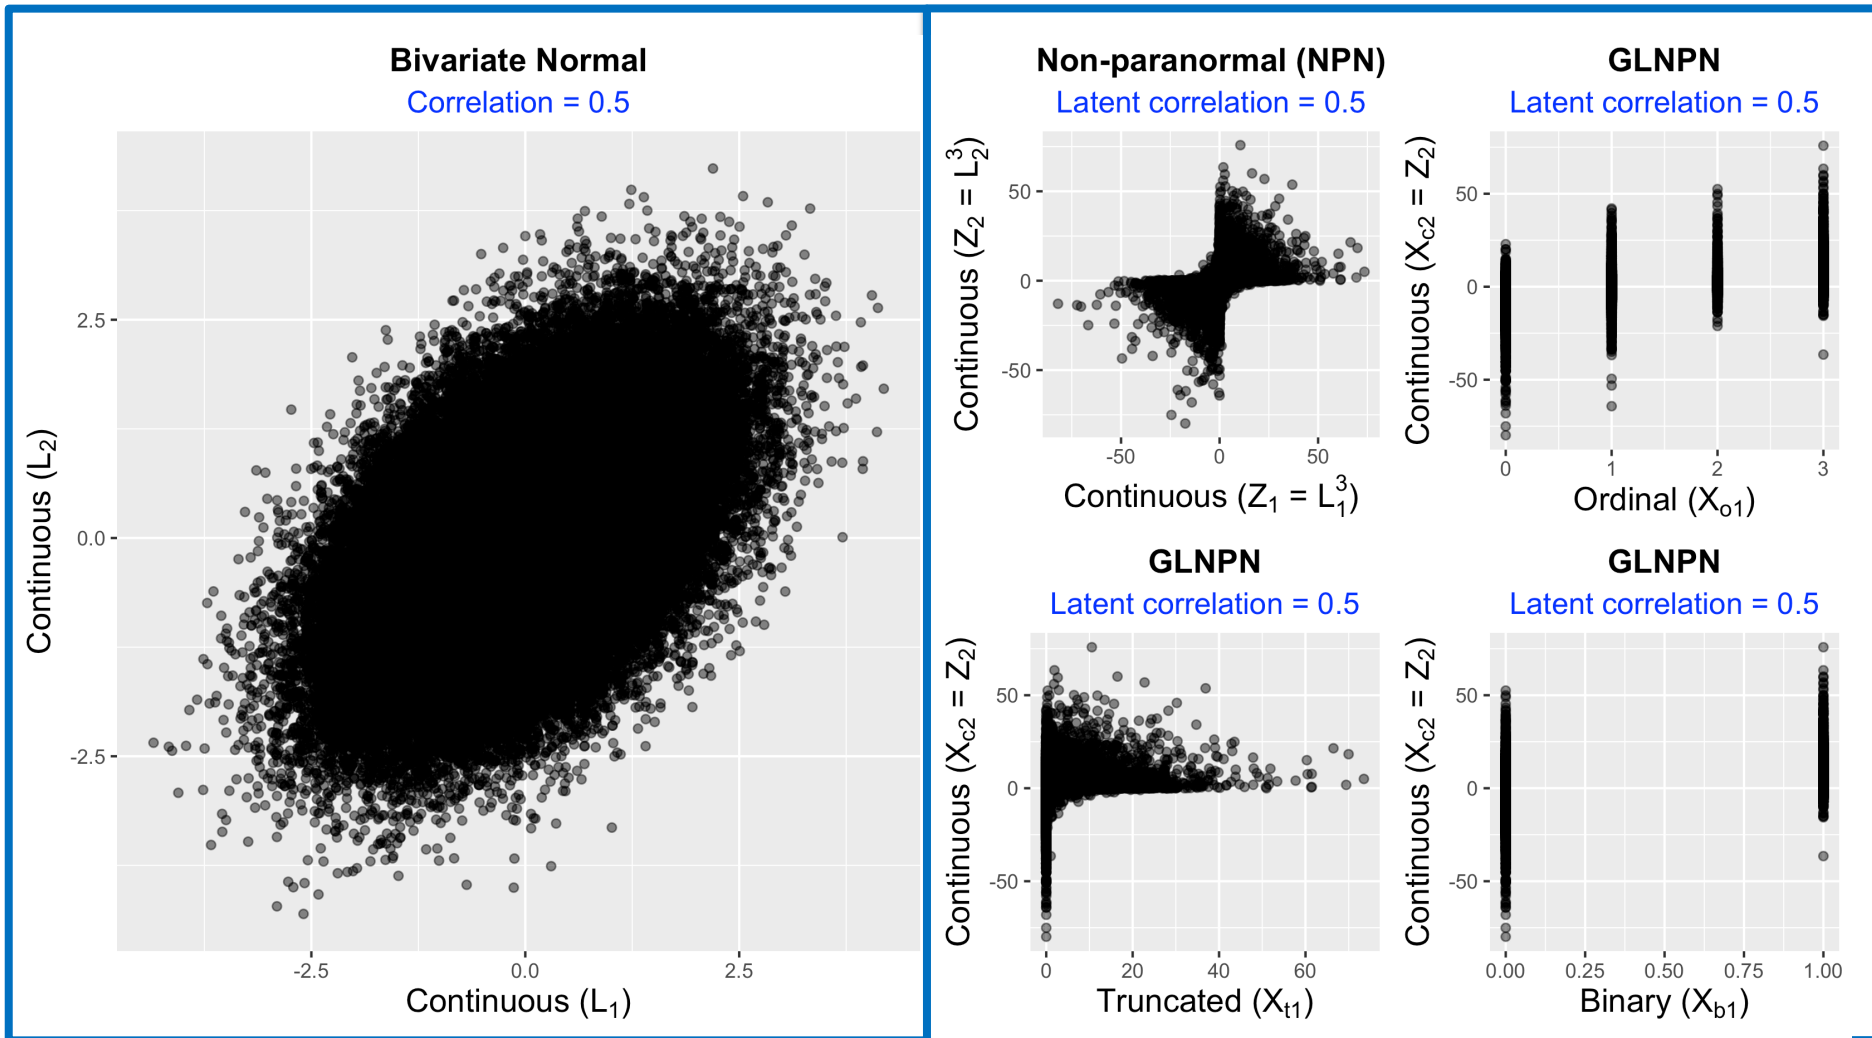 Bivariate Normal
Correlation = 0.5
Continuous (L2)
2.5
0.0
-2.5
-2.5 0.0 2.5
Continuous (L1)
Non-paranormal (NPN)
Latent correlation = 0.5
Continuous (Z2 = L2^3)
50
0
-50
-50 0 50
Continuous (Z1 = L1^3)
GLNPN
Latent correlation = 0.5
Continuous (Xc2 = Z2)
50
0
-50
0 1 2 3
Ordinal (Xo1)
GLNPN
Latent correlation = 0.5
Continuous (Xc2 = Z2)
50
0
-50
0 20 40 60
Truncated (Xt1)
GLNPN
Latent correlation = 0.5
Continuous (Xc2 = Z2)
50
0
-50
0.00 0.25 0.50 0.75 1.00
Binary (Xb1)